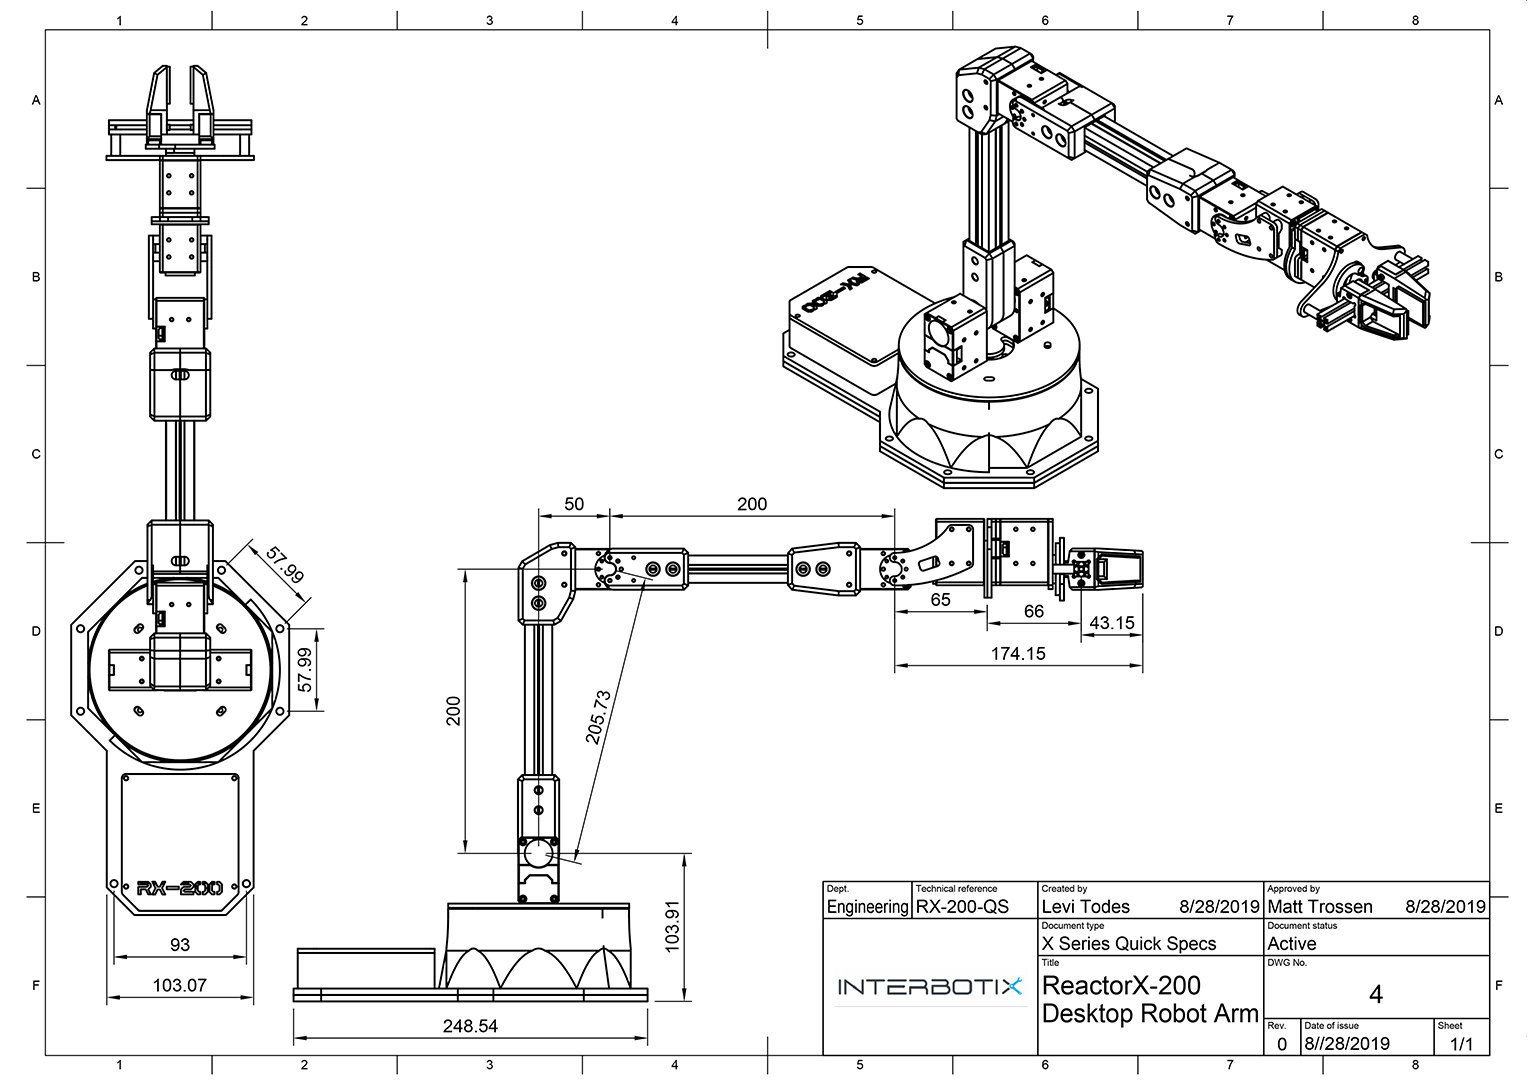 1 2 3 4 5 6 7 8
A A
B B
C C
D D
E E
F F
RX-200
50 200
57.99
57.99
65
66
43.15
174.15
200
205.73
RX-200
103.91
93
103.07
248.54
Dept. Technical reference Created by Approved by
Engineering RX-200-QS Levi Todes 8/28/2019 Matt Trossen 8/28/2019
Document type Document status
X Series Quick Specs Active
Title DWG No.
INTERBOTIX
ReactorX-200
Desktop Robot Arm
4
Rev. Date of issue Sheet
0 8//28/2019 1/1
1 2 3 4 5 6 7 8